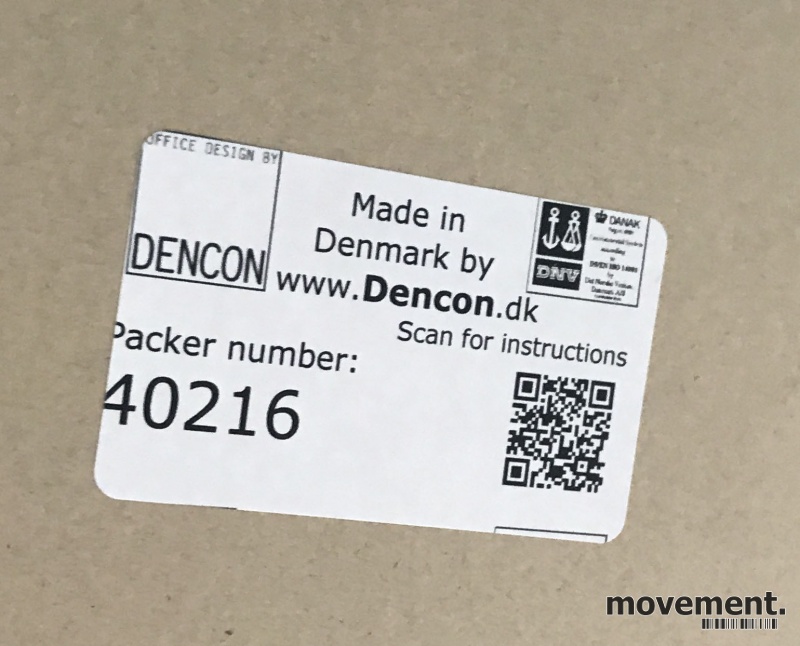 OFFICE DESIGN BY
DENCON
Made in
Denmark by
www.Dencon.dk
DNV
DANAK
Scan for instructions
Packer number:
40216
movement.